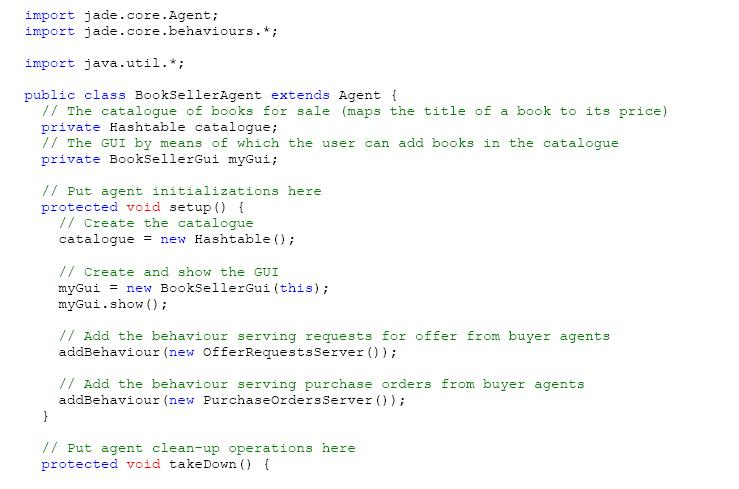 import jade.core.Agent;
import jade.core.behaviours.*;
import java.util.*;
public class BookSellerAgent extends Agent {
// The catalogue of books for sale (maps the title of a book to its price)
private Hashtable catalogue;
// The GUI by means of which the user can add books in the catalogue
private BookSellerGui myGui;
// Put agent initializations here
protected void setup() {
// Create the catalogue
catalogue = new Hashtable();
// Create and show the GUI
myGui = new BookSellerGui(this);
myGui.show();
// Add the behaviour serving requests for offer from buyer agents
addBehaviour(new OfferRequestsServer());
// Add the behaviour serving purchase orders from buyer agents
addBehaviour(new PurchaseOrdersServer());
}
// Put agent clean-up operations here
protected void takeDown() {